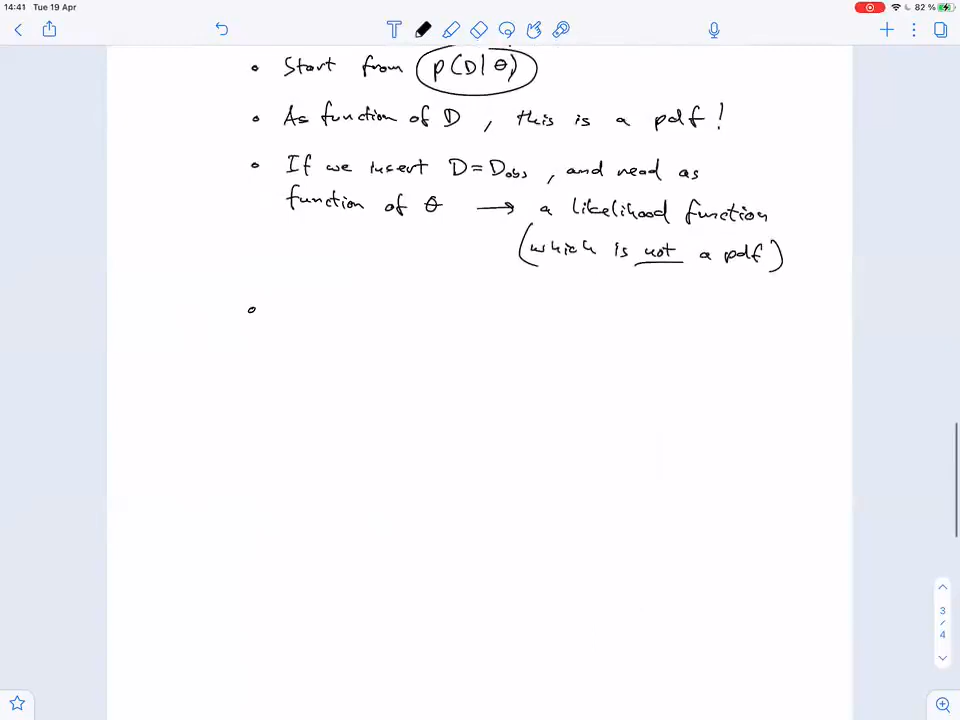 14:41 Tue 19 Apr
82 %
• Start from p(D|θ)
• As function of D, this is a pdf!
• If we insert D=D_obs, and read as
function of θ → a likelihood function
(which is not a pdf)
3
/
4